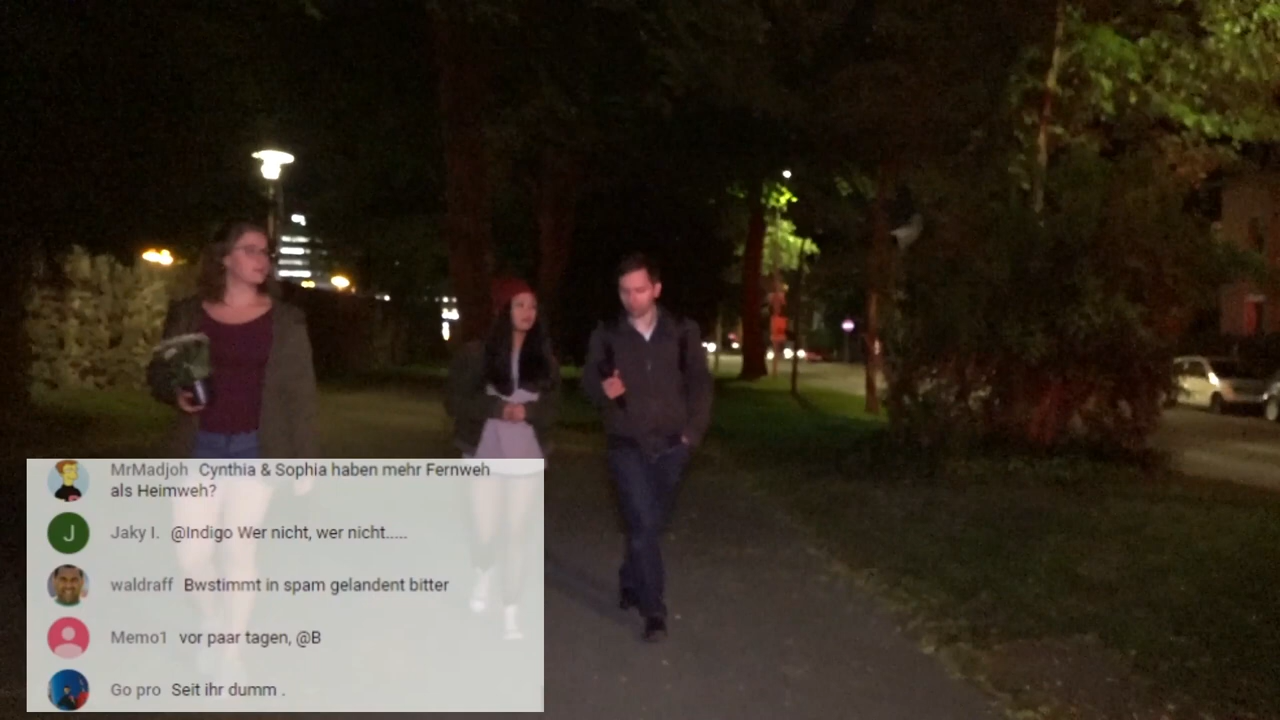 MrMadjoh Cynthia & Sophia haben mehr Fernweh
als Heimweh?
Jaky I. @Indigo Wer nicht, wer nicht.....
J
waldraff Bwstimmt in spam gelandent bitter
Memo1 vor paar tagen, @B
Go pro Seit ihr dumm .